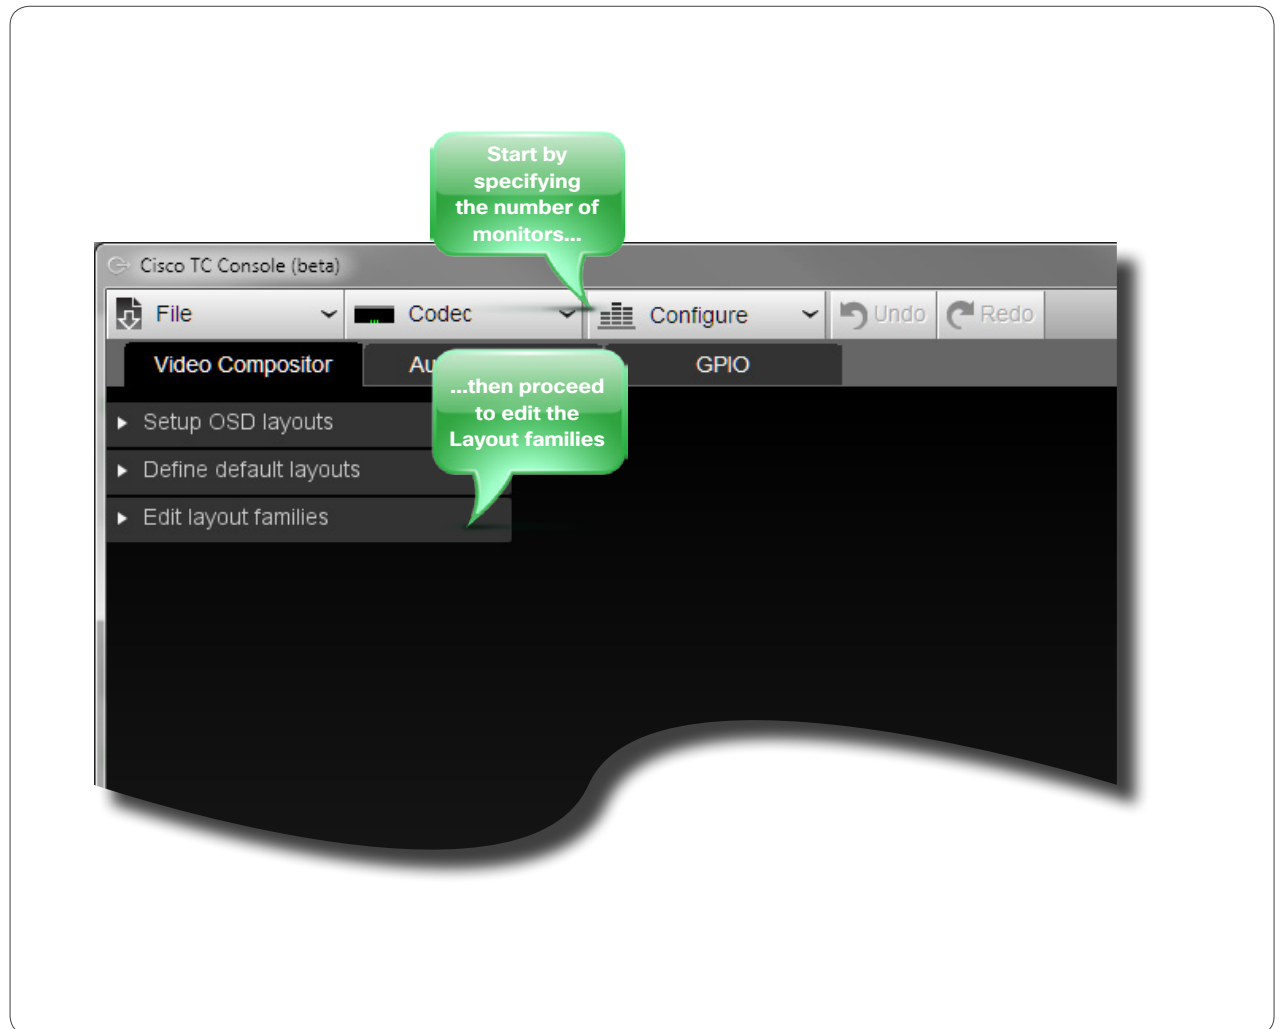 Start by
specifying
the number of
monitors...
Cisco TC Console (beta)
File Codec Configure Undo Redo
Video Compositor Au GPIO
...then proceed
to edit the
Layout families
Setup OSD layouts
Define default layouts
Edit layout families